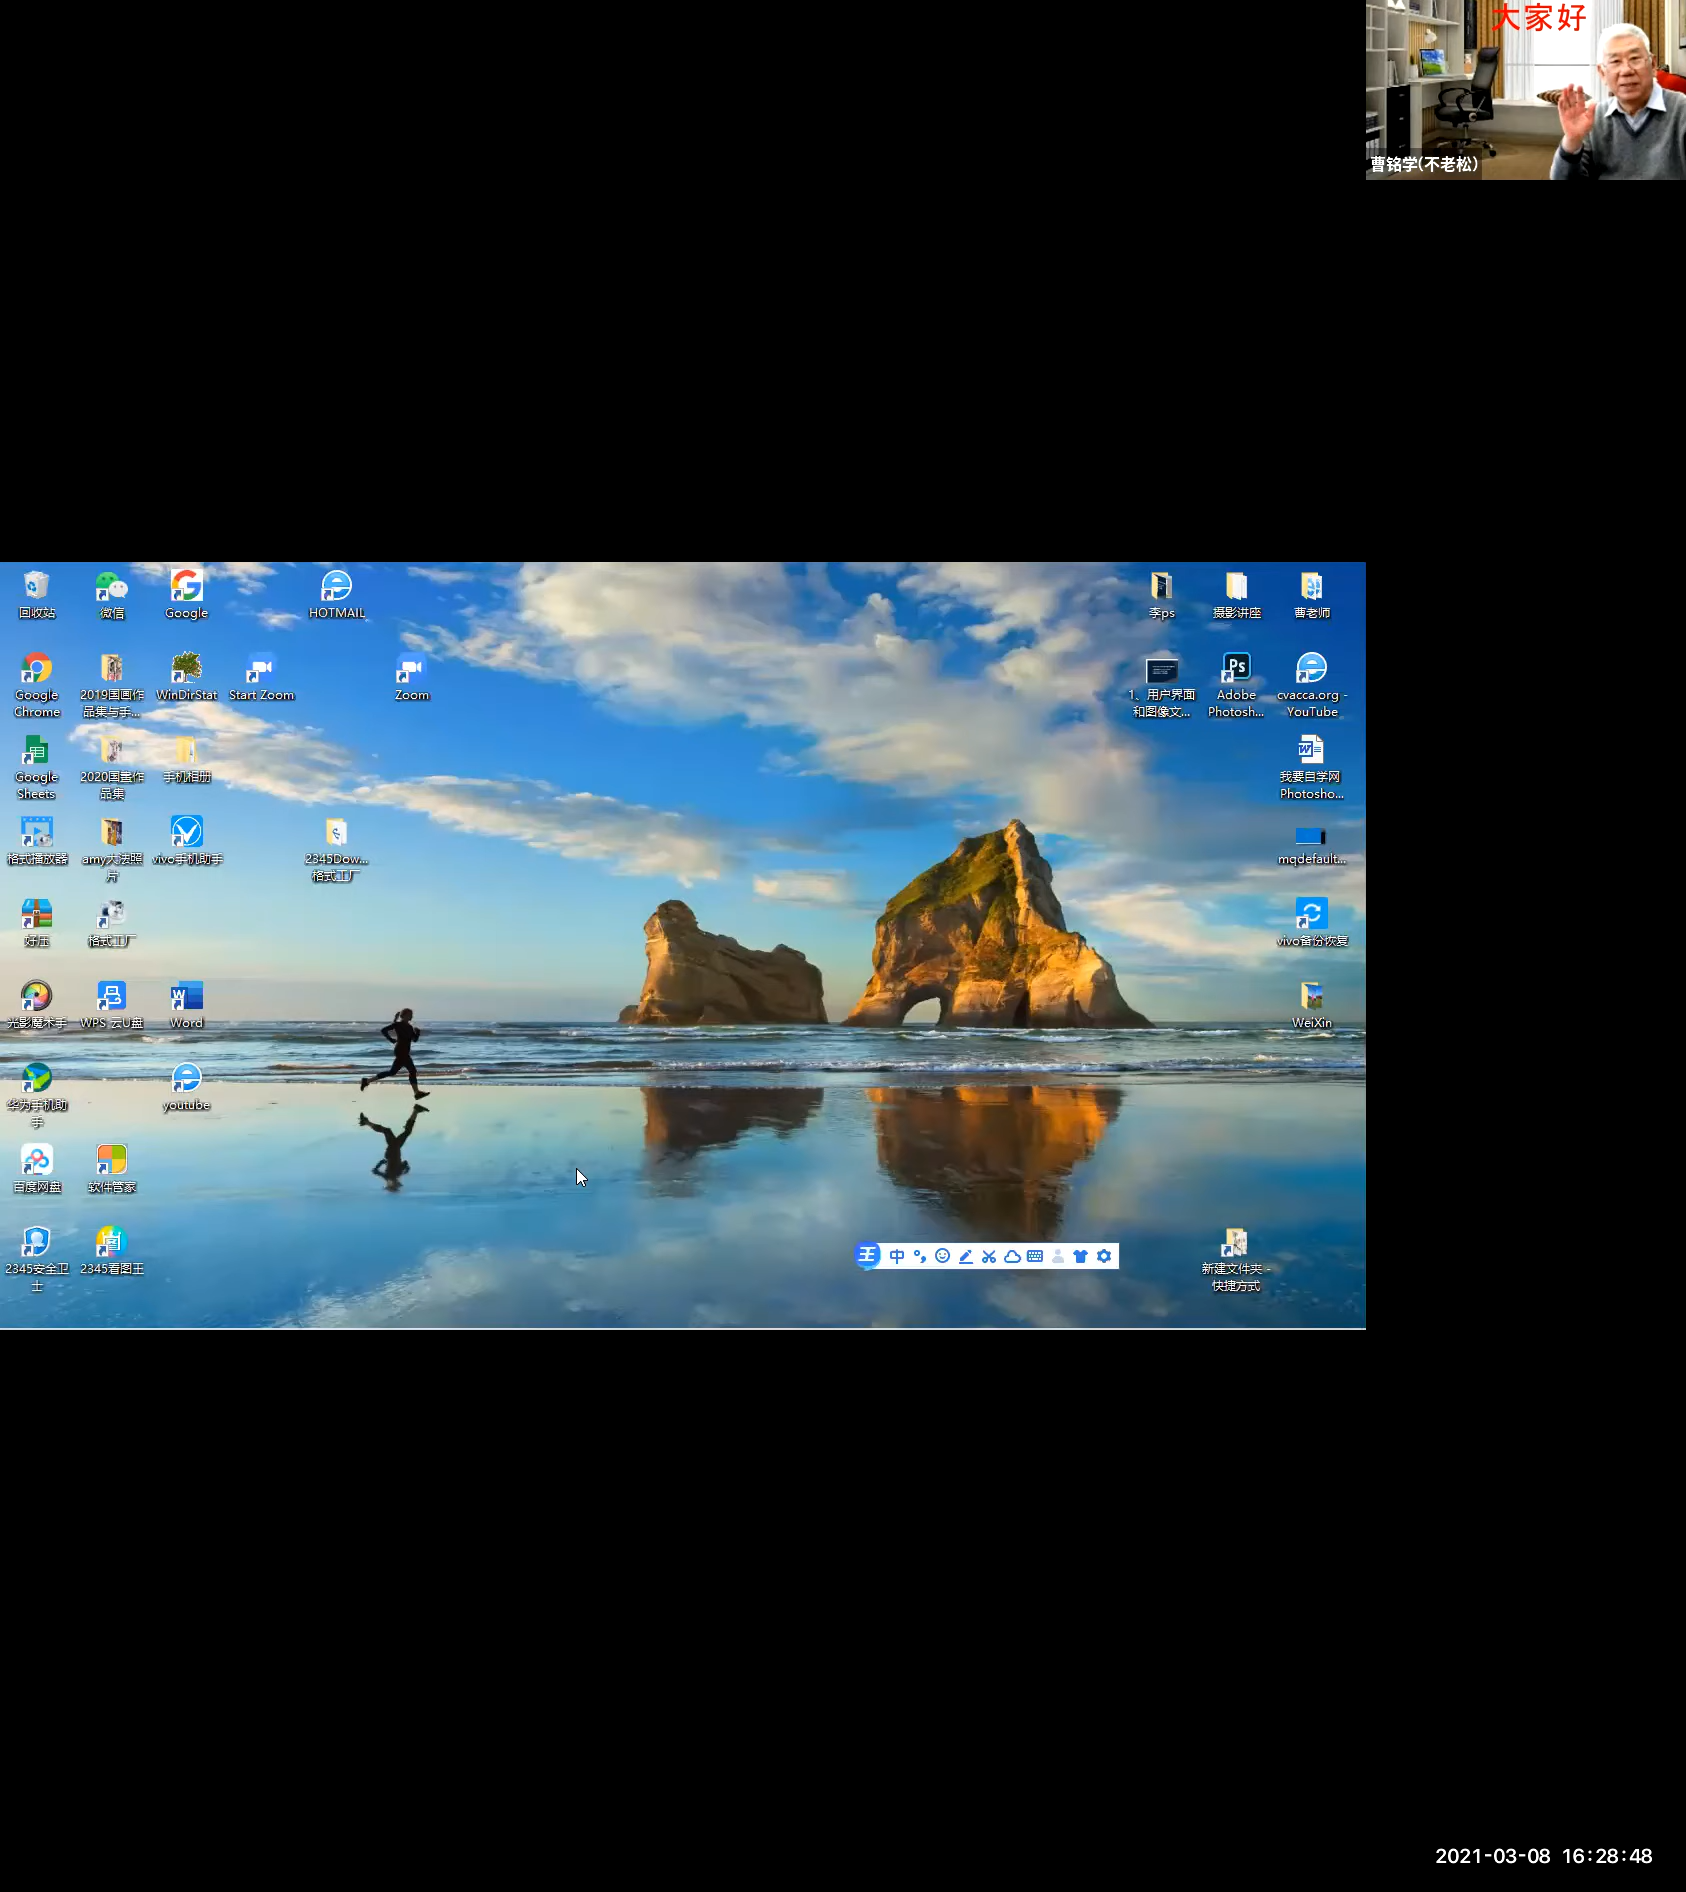 大家好
曹铭学(不老松)
回收站
微信
Google
HOTMAIL
李ps
摄影讲座
曹老师
Google
Chrome
2019国画作
品集与手...
WinDirStat
Start Zoom
Zoom
1、用户界面
和图像文...
Ps
Adobe
Photosh...
cvacca.org -
YouTube
Google
Sheets
2020国画作
品集
手机相册
我要自学网
Photosho...
格式播放器
amy大法照
片
vivo手机助手
2345Dow...
格式工厂
mqdefault...
好压
格式工厂
vivo备份恢复
光影魔术手
WPS 云U盘
Word
WeiXin
华为手机助
手
youtube
百度网盘
软件管家
2345安全卫
士
2345看图王
王 中
新建文件夹 -
快捷方式
2021-03-08 16:28:48